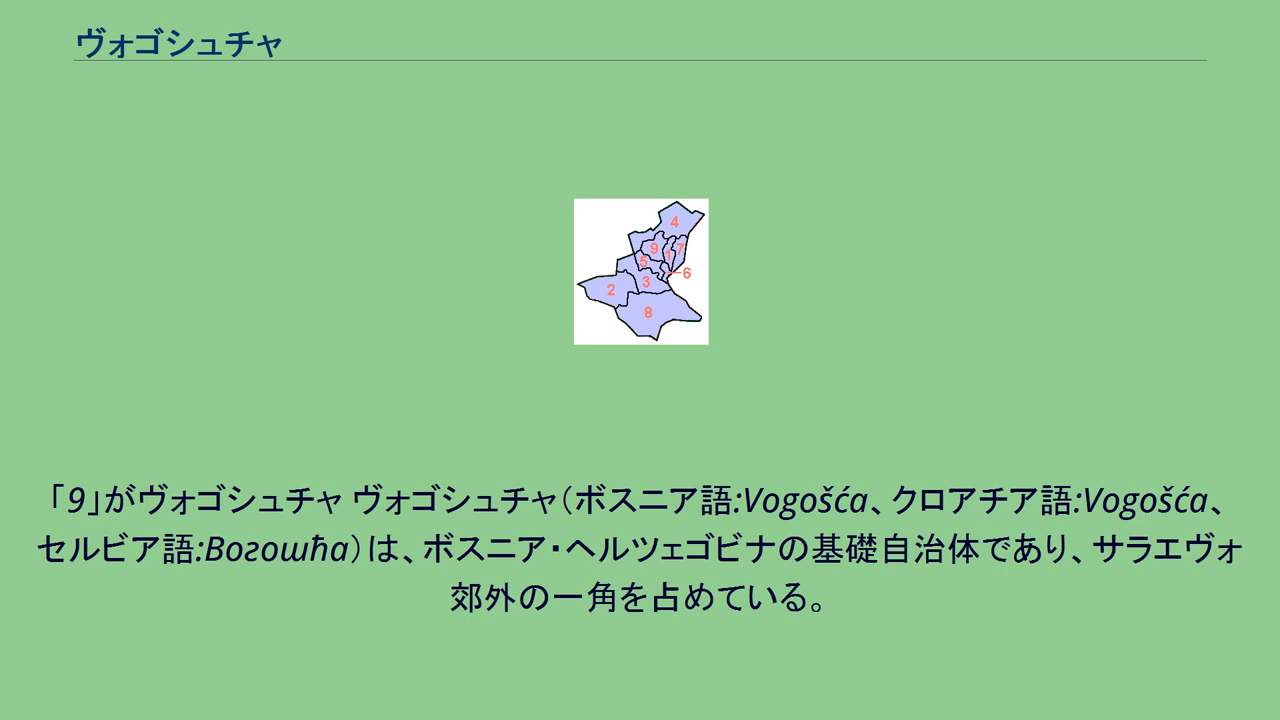 ヴォゴシュチャ
4
9
1
7
5
6
3
2
8
「9」がヴォゴシュチャ ヴォゴシュチャ（ボスニア語:Vogošća、クロアチア語:Vogošća、
セルビア語:Вогошћа）は、ボスニア・ヘルツェゴビナの基礎自治体であり、サラエヴォ
郊外の一角を占めている。